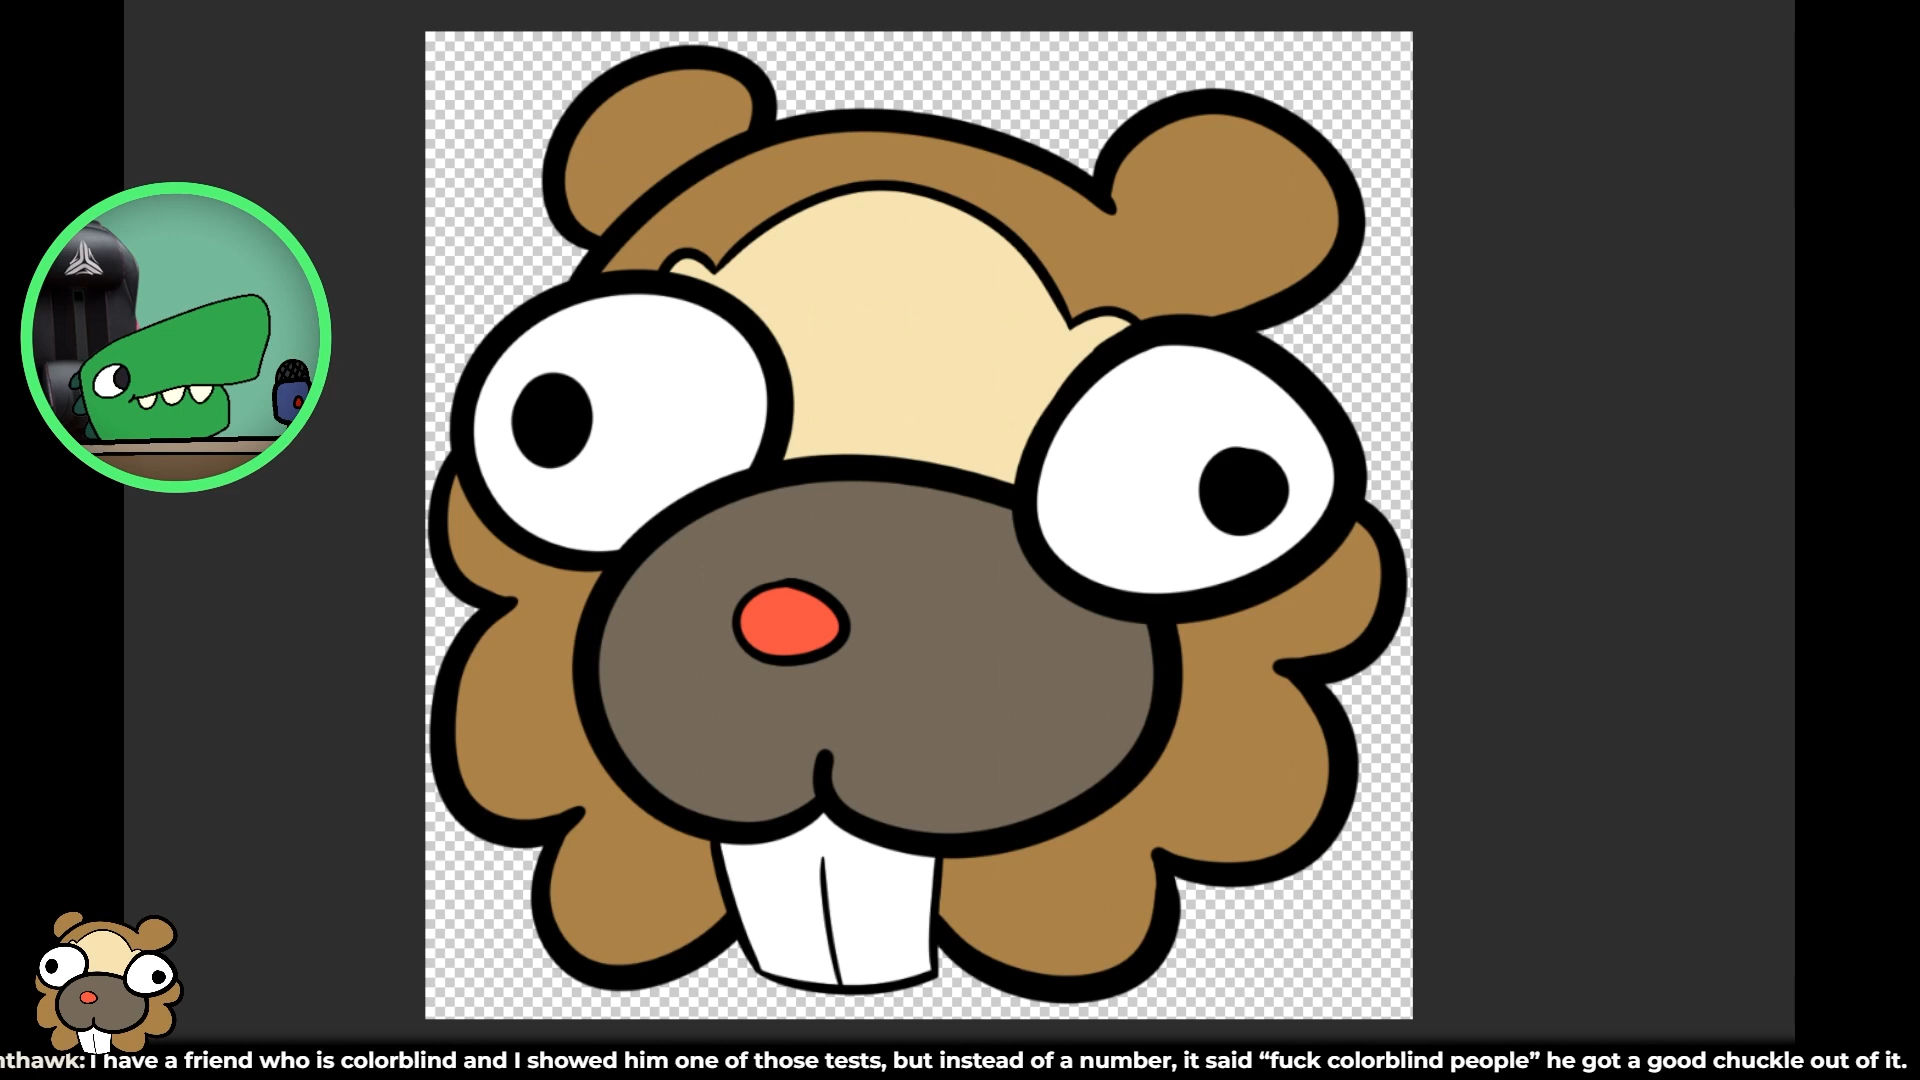 nthawk: I have a friend who is colorblind and I showed him one of those tests, but instead of a number, it said “fuck colorblind people” he got a good chuckle out of it.